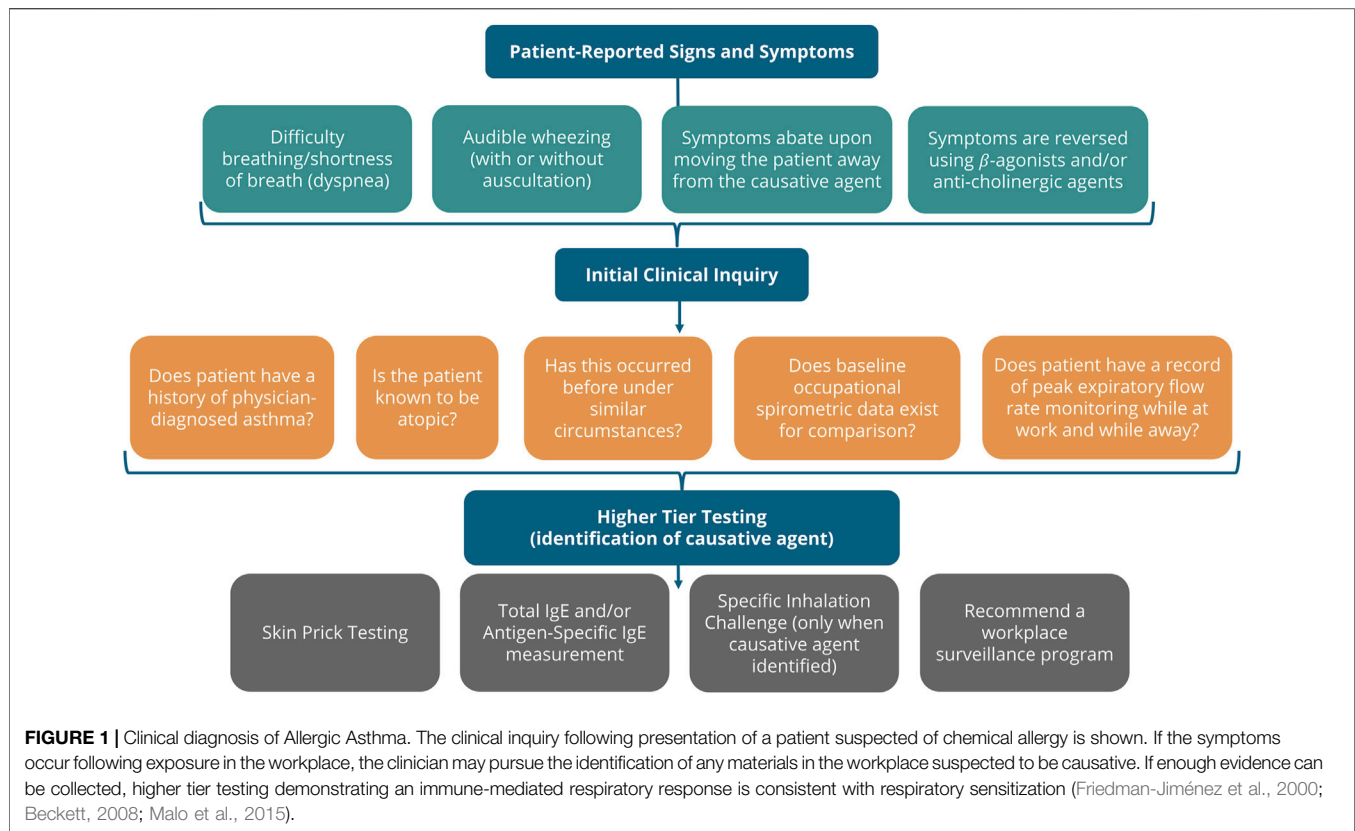 Patient-Reported Signs and Symptoms
Difficulty
breathing/shortness
of breath (dyspnea)
Audible wheezing
(with or without
auscultation)
Symptoms abate upon
moving the patient away
from the causative agent
Symptoms are reversed
using β-agonists and/or
anti-cholinergic agents
Initial Clinical Inquiry
Does patient have a
history of physician-
diagnosed asthma?
Is the patient
known to be
atopic?
Has this occurred
before under
similar
circumstances?
Does baseline
occupational
spirometric data exist
for comparison?
Does patient have a record
of peak expiratory flow
rate monitoring while at
work and while away?
Higher Tier Testing
(identification of causative agent)
Skin Prick Testing
Total IgE and/or
Antigen-Specific IgE
measurement
Specific Inhalation
Challenge (only when
causative agent
identified)
Recommend a
workplace
surveillance program
FIGURE 1 | Clinical diagnosis of Allergic Asthma. The clinical inquiry following presentation of a patient suspected of chemical allergy is shown. If the symptoms
occur following exposure in the workplace, the clinician may pursue the identification of any materials in the workplace suspected to be causative. If enough evidence can
be collected, higher tier testing demonstrating an immune-mediated respiratory response is consistent with respiratory sensitization (Friedman-Jiménez et al., 2000;
Beckett, 2008; Malo et al., 2015).